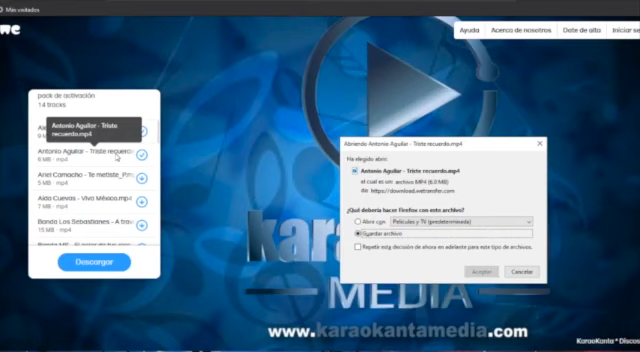 Más visitados
Ayuda Acerca de nosotros Date de alta Iniciar se
pack de activación
14 tracks
Antonio Aguilar - Triste
recuerdo.mp4
Antonio Aguilar - Triste recuerd
6 MB · mp4
Ariel Camacho - Te metiste_P.m
5 MB · mp4
Aida Cuevas - Viva México.mp4
7 MB · mp4
Banda Los Sebastianes - A trav
15 MB · mp4
Descargar
Abriendo Antonio Aguilar - Triste recuerdo.mp4
Ha elegido abrir:
Antonio Aguilar - Triste recuerdo.mp4
el cual es un: archivo MP4 (6.0 MB)
de: https://download.wetransfer.com
¿Qué debería hacer Firefox con este archivo?
Abrir con Películas y TV (predeterminada)
Guardar archivo
Repetir esta decisión de ahora en adelante para este tipo de archivos.
Aceptar Cancelar
kara
MEDIA
www.karaokantamedia.com
KaraoKanta ® Discos